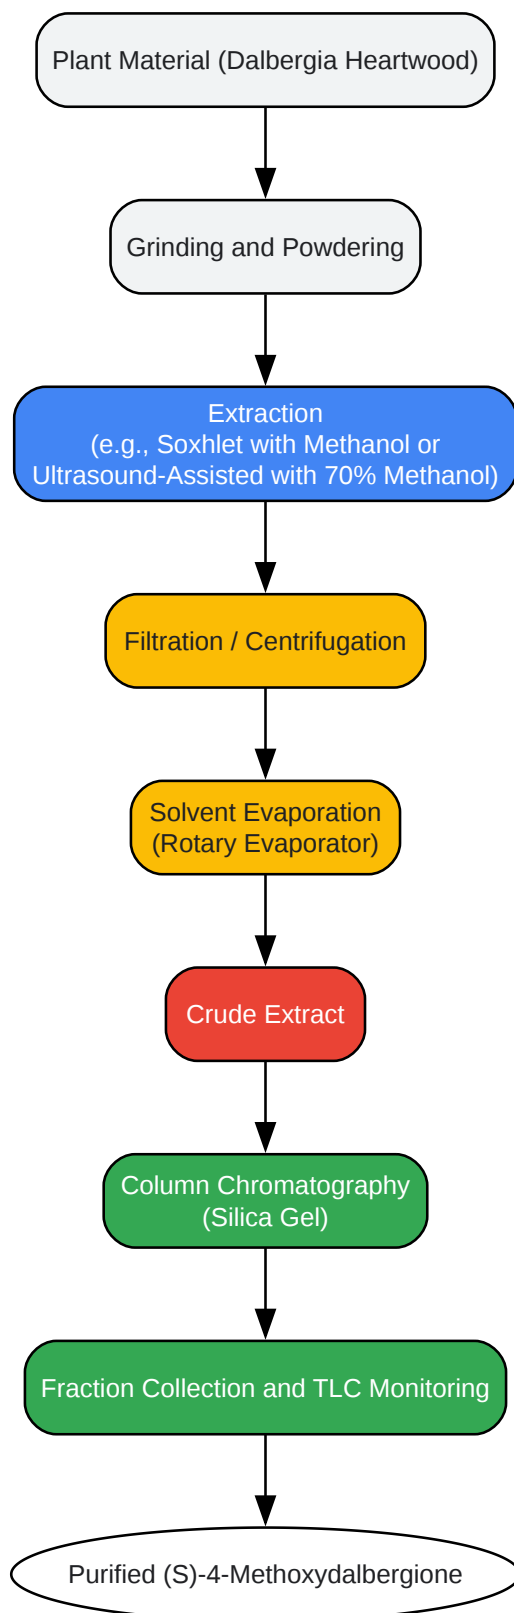 Plant Material (Dalbergia Heartwood)
Grinding and Powdering
Extraction
(e.g., Soxhlet with Methanol or
Ultrasound-Assisted with 70% Methanol)
Filtration / Centrifugation
Solvent Evaporation
(Rotary Evaporator)
Crude Extract
Column Chromatography
(Silica Gel)
Fraction Collection and TLC Monitoring
Purified (S)-4-Methoxydalbergione